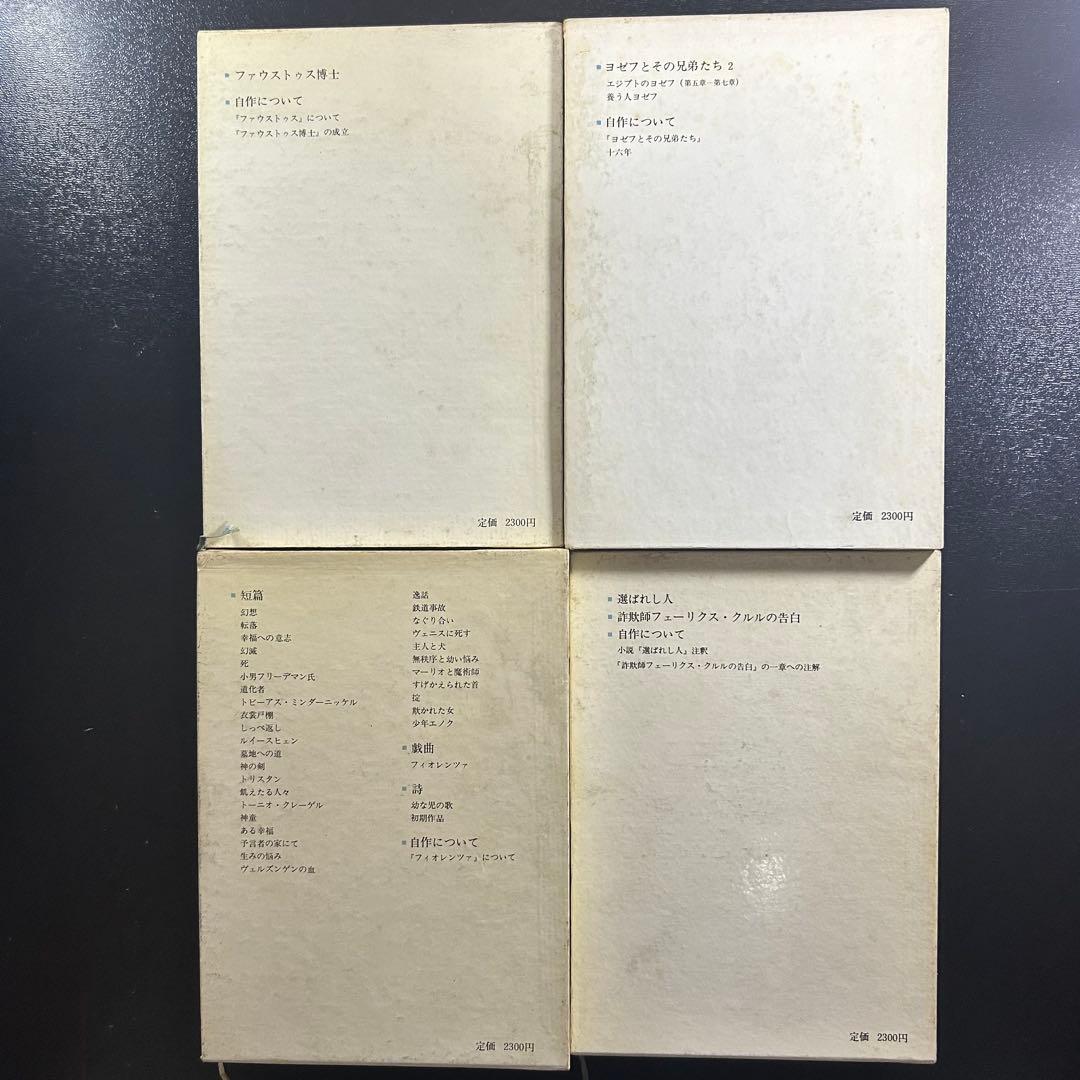 ▪ ファウストゥス博士
▪ 自作について
『ファウストゥス』について
『ファウストゥス博士』の成立
定価 2300円
▪ ヨゼフとその兄弟たち 2
エジプトのヨゼフ(第五章―第七章)
養う人ヨゼフ
▪ 自作について
『ヨゼフとその兄弟たち』
十六年
定価 2300円
▪ 短篇
幻想
転落
幸福への意志
幻滅
死
小男フリーデマン氏
道化者
トビーアス・ミンダーニッケル
衣裳戸棚
しっぺ返し
ルイースヒェン
墓地への道
神の剣
トリスタン
飢えたる人々
トーニオ・クレーゲル
神童
ある幸福
予言者の家にて
生みの悩み
ヴェルズンゲンの血
逸話
鉄道事故
なぐり合い
ヴェニスに死す
主人と犬
無秩序と幼い悩み
マーリオと魔術師
すげかえられた首
掟
欺かれた女
少年エノク
▪ 戯曲
フィオレンツァ
▪ 詩
幼な児の歌
初期作品
▪ 自作について
『フィオレンツァ』について
定価 2300円
▪ 選ばれし人
▪ 詐欺師フェーリクス・クルルの告白
▪ 自作について
小説『選ばれし人』注釈
『詐欺師フェーリクス・クルルの告白』の一章への注解
定価 2300円